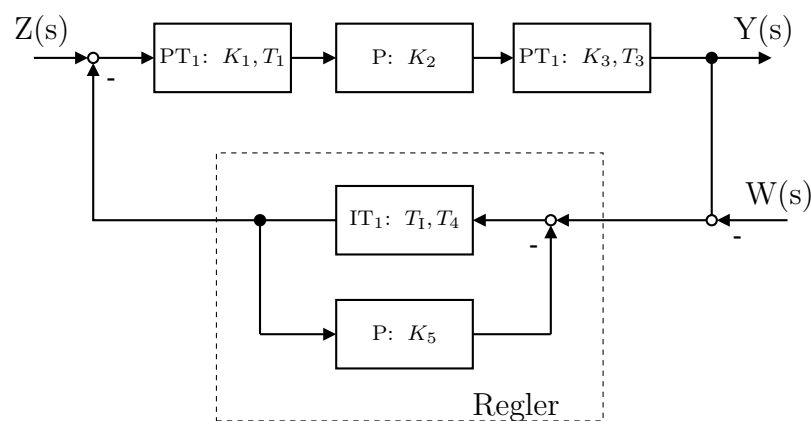 Z(s)
PT₁: K₁, T₁
P: K₂
PT₁: K₃, T₃
Y(s)
-
IT₁: T_I, T₄
-
W(s)
-
P: K₅
Regler